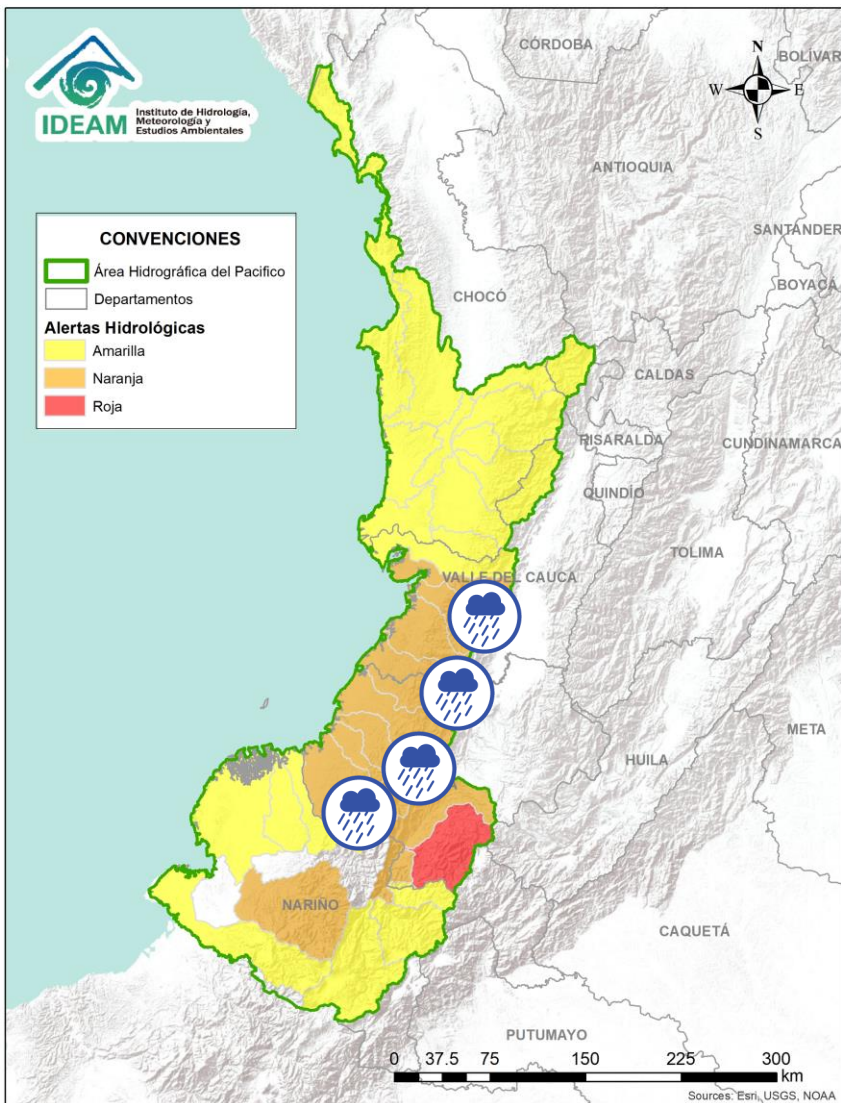 IDEAM
Instituto de Hidrología,
Meteorología y
Estudios Ambientales
CÓRDOBA
BOLÍVAR
N
W E
S
ANTIOQUIA
SANTANDER
BOYACÁ
CONVENCIONES
Área Hidrográfica del Pacifico
Departamentos
Alertas Hidrológicas
Amarilla
Naranja
Roja
CHOCÓ
CALDAS
RISARALDA
CUNDINAMARCA
QUINDÍO
TOLIMA
VALLE DEL CAUCA
META
HUILA
NARIÑO
CAQUETÁ
PUTUMAYO
0 37.5 75 150 225 300
km
Sources: Esri, USGS, NOAA